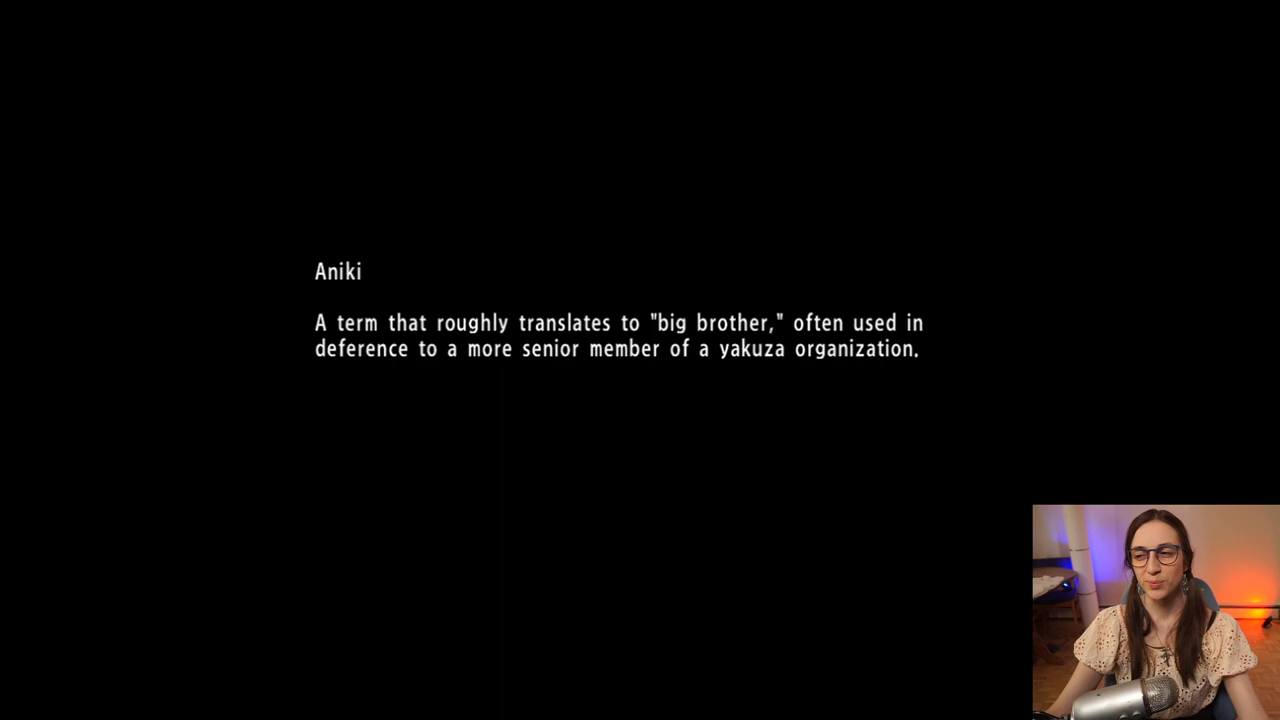 Aniki
A term that roughly translates to "big brother," often used in
deference to a more senior member of a yakuza organization.